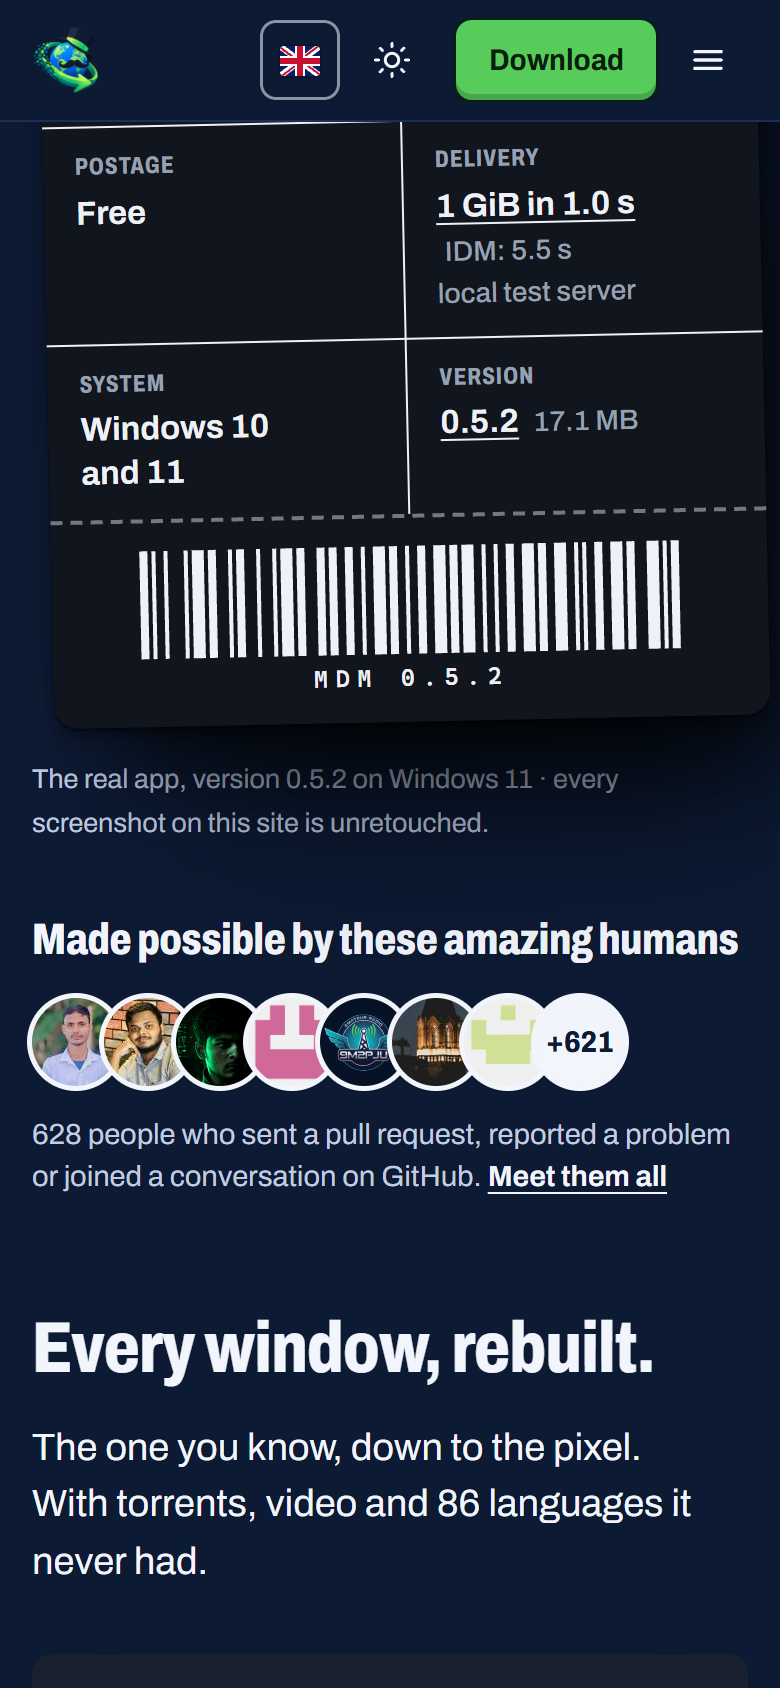 Download
POSTAGE
Free
DELIVERY
1 GiB in 1.0 s
IDM: 5.5 s
local test server
SYSTEM
Windows 10
and 11
VERSION
0.5.2 17.1 MB
MDM 0.5.2
The real app, version 0.5.2 on Windows 11 · every
screenshot on this site is unretouched.
Made possible by these amazing humans
9M2PJU
+621
628 people who sent a pull request, reported a problem
or joined a conversation on GitHub. Meet them all
Every window, rebuilt.
The one you know, down to the pixel.
With torrents, video and 86 languages it
never had.